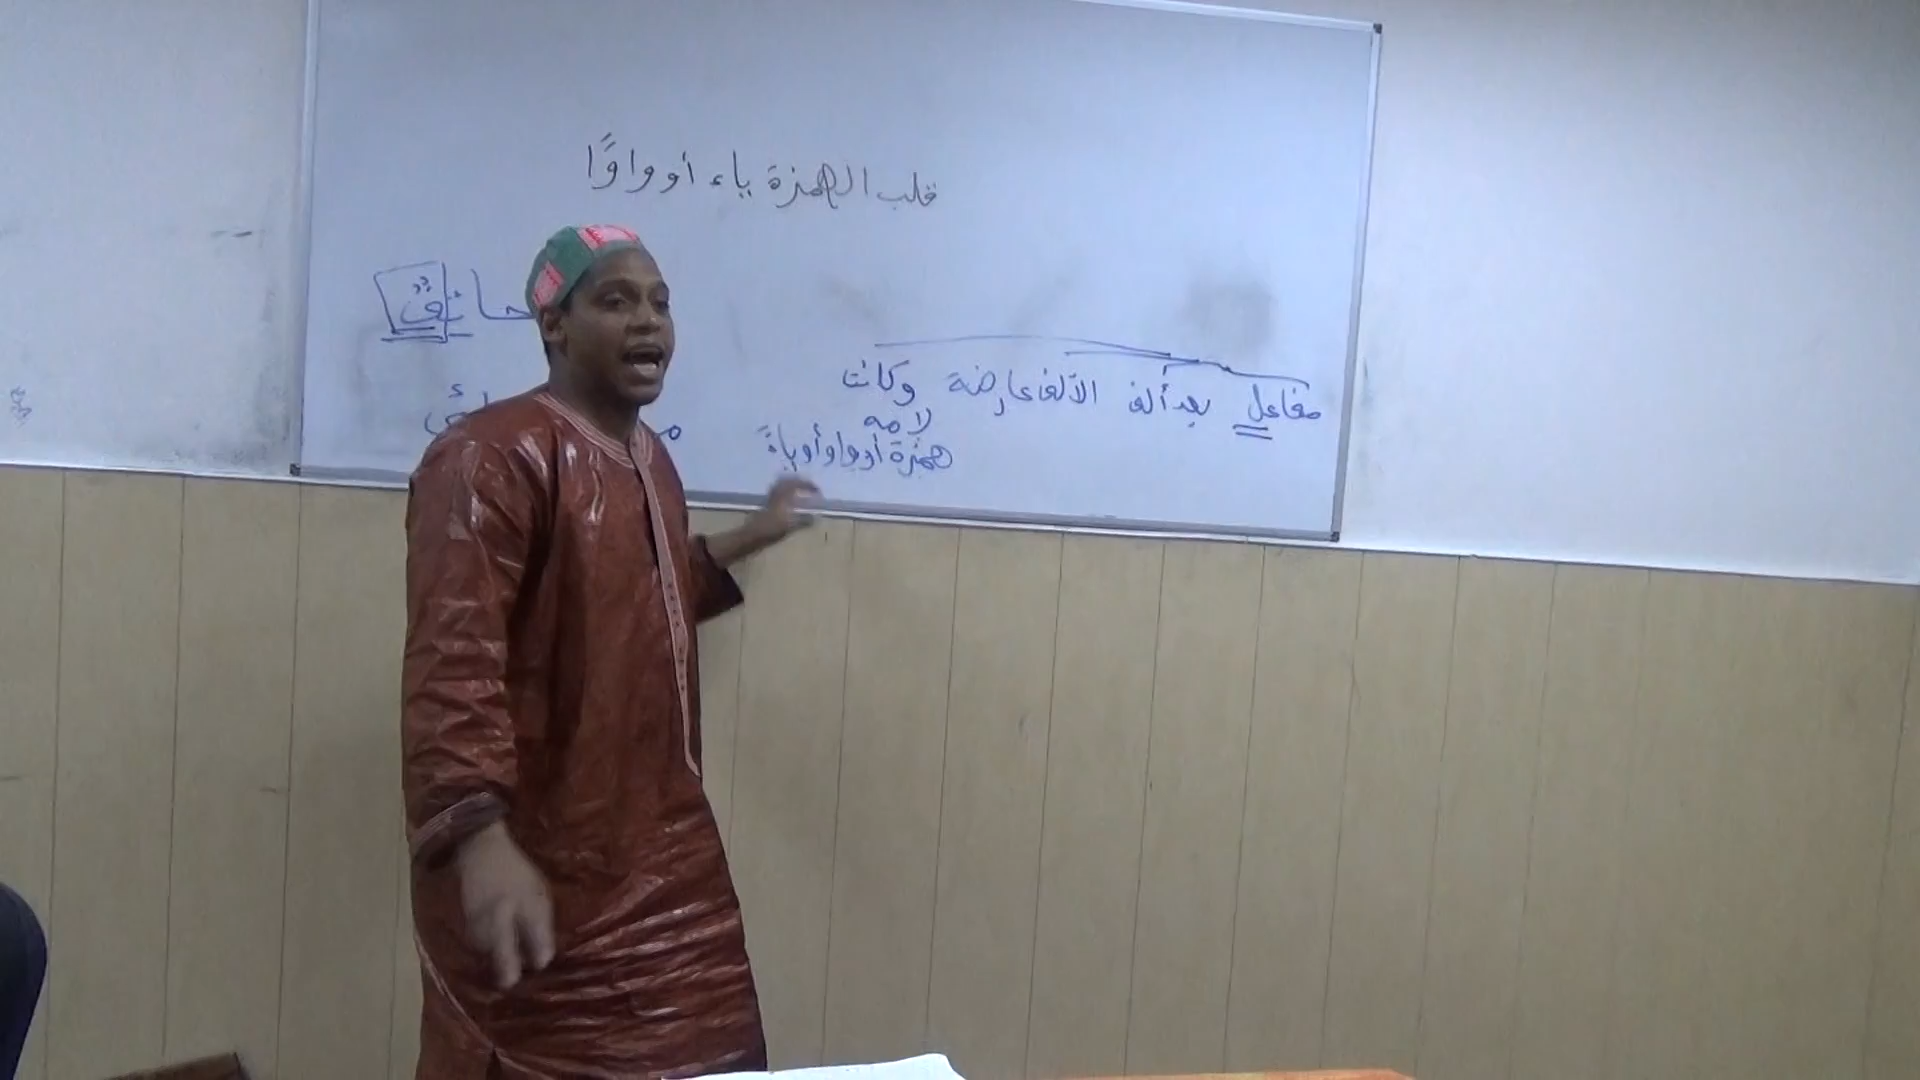 قلب الهمزة ياء أو واوًا
مفاعل بعد ألف الألف عارضة وكانت
لامه
همزة أو واو أو ياءً